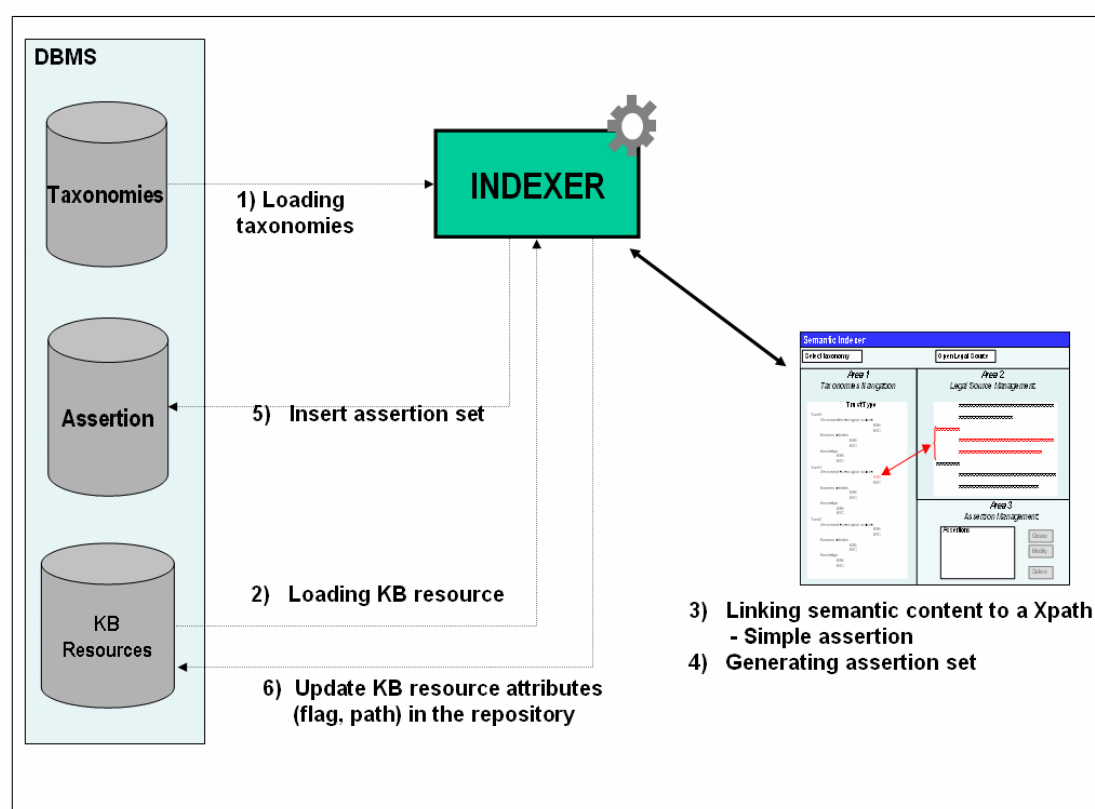 DBMS
Taxonomies
1) Loading
taxonomies
INDEXER
Assertion
5) Insert assertion set
KB
Resources
2) Loading KB resource
6) Update KB resource attributes
(flag, path) in the repository
Semantic Indexer
Select taxonomy
Open Legal Source
Area 1
Taxonomies Navigation
TrustType
Area 2
Legal Source Management
Area 3
Assertion Management
Assertions
Modify
Delete
3) Linking semantic content to a Xpath
- Simple assertion
4) Generating assertion set